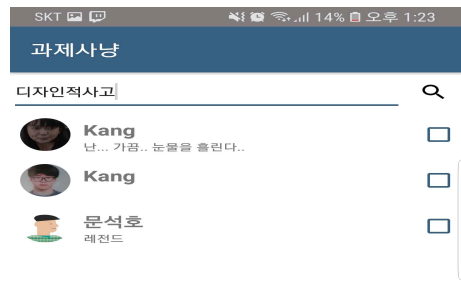 SKT 14% 오후 1:23
과제사냥
디자인적사고
Kang
난... 가끔.. 눈물을 흘린다..
Kang
문석호
레전드